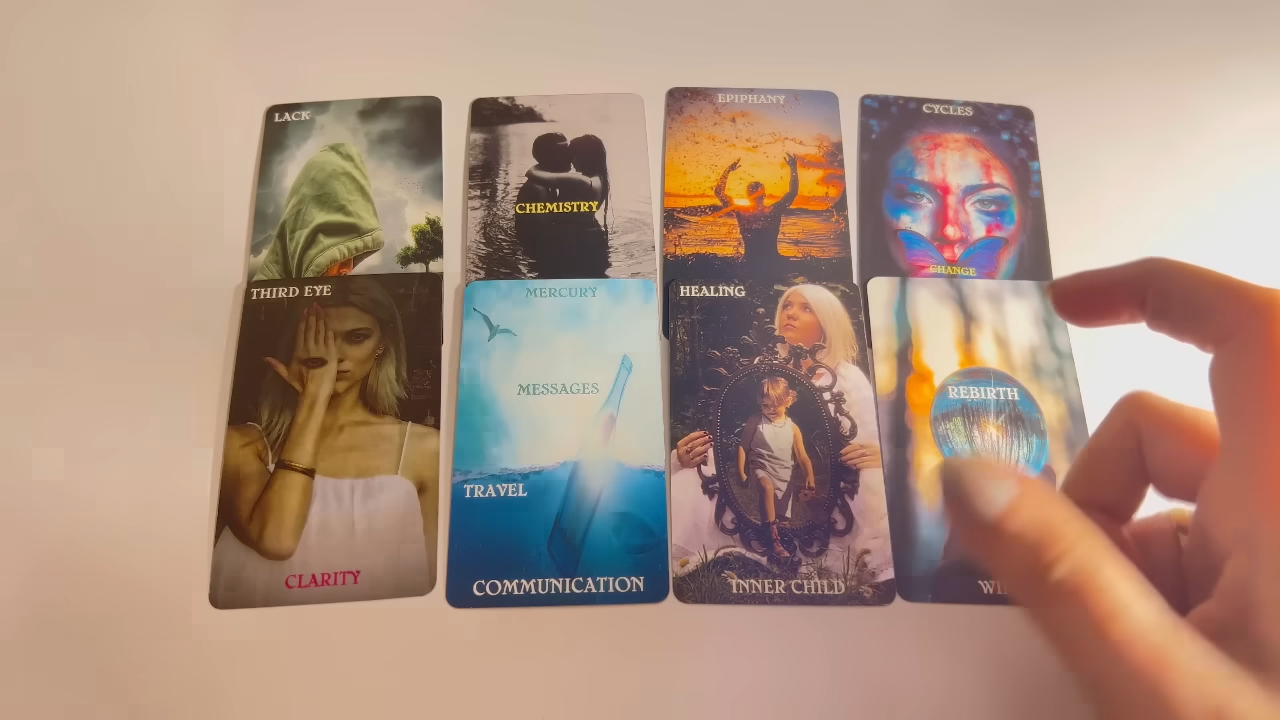 LACK
CHEMISTRY
EPIPHANY
CYCLES
CHANGE
THIRD EYE
CLARITY
MERCURY
MESSAGES
TRAVEL
COMMUNICATION
HEALING
INNER CHILD
REBIRTH